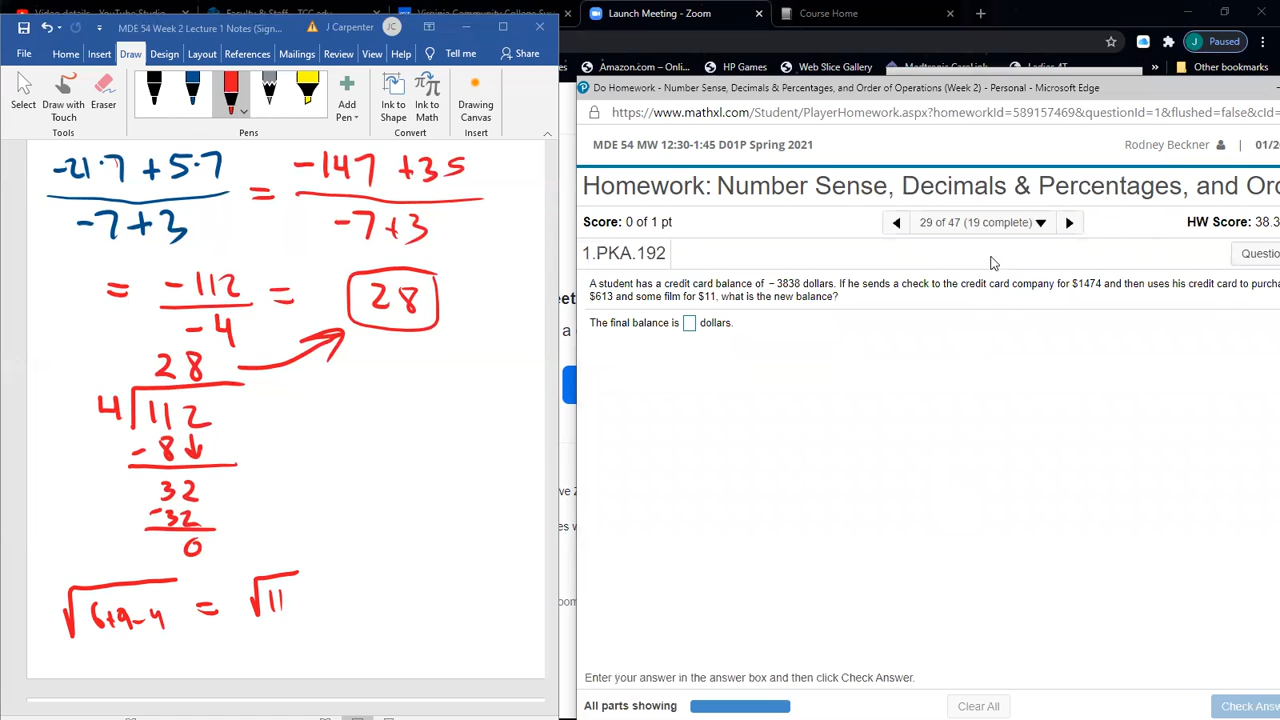 Launch Meeting - Zoom
Course Home
MDE 54 Week 2 Lecture 1 Notes (Sign...
J Carpenter
JC
File Home Insert Draw Design Layout References Mailings Review View Help Tell me Share
Select
Draw with Touch
Eraser
Add Pen
Ink to Shape
Ink to Math
Drawing Canvas
Tools
Pens
Convert
Insert
J Paused
Amazon.com - Onli...
HP Games
Web Store Gallery
Other bookmarks
Do Homework - Number Sense, Decimals & Percentages, and Order of Operations (Week 2) - Personal - Microsoft Edge
https://www.mathxl.com/Student/PlayerHomework.aspx?homeworkId=589157469&questionId=1&flushed=false&cId=
MDE 54 MW 12:30-1:45 D01P Spring 2021
Rodney Beckner
01/2
Homework: Number Sense, Decimals & Percentages, and Ord
Score: 0 of 1 pt
29 of 47 (19 complete)
HW Score: 38.3
1.PKA.192
Questio
A student has a credit card balance of − 3838 dollars. If he sends a check to the credit card company for $1474 and then uses his credit card to purcha
$613 and some film for $11, what is the new balance?
The final balance is dollars.
-21·7 + 5·7 = -147 + 35
-7+3 -7+3
= -112 = 28
-4
28
4 112
-8
32
-32
0
√6+9-4 = √11
Enter your answer in the answer box and then click Check Answer.
All parts showing
Clear All
Check Answ